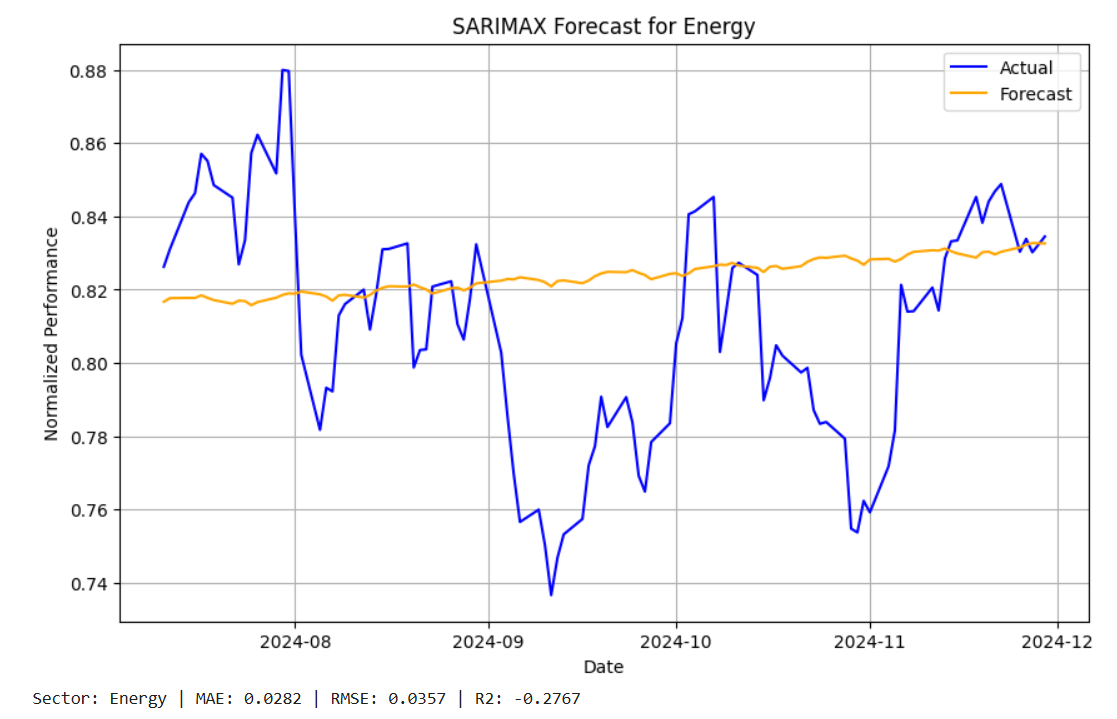 SARIMAX Forecast for Energy
Actual
Forecast
0.88
0.86
0.84
0.82
0.80
0.78
0.76
0.74
Normalized Performance
2024-08
2024-09
2024-10
2024-11
2024-12
Date
Sector: Energy | MAE: 0.0282 | RMSE: 0.0357 | R2: -0.2767